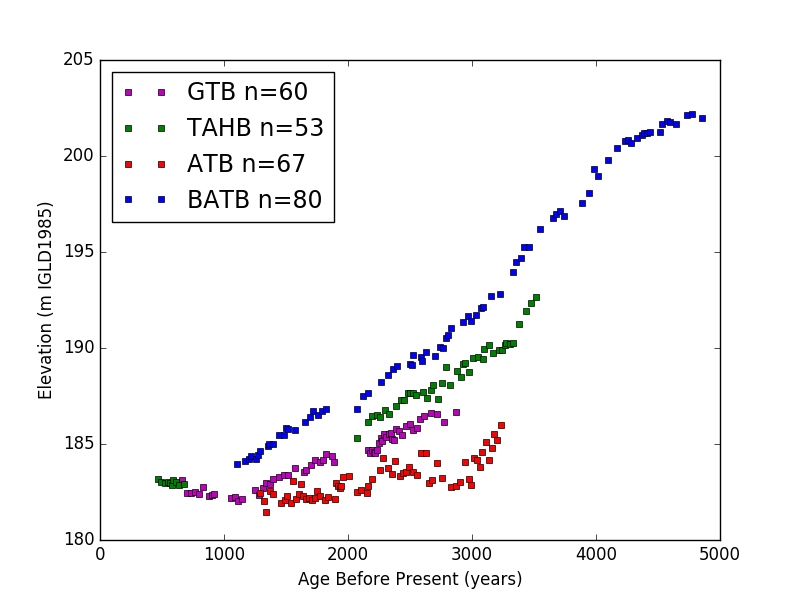 205
200
195
190
185
180
Elevation (m IGLD1985)
GTB n=60
TAHB n=53
ATB n=67
BATB n=80
0 1000 2000 3000 4000 5000
Age Before Present (years)